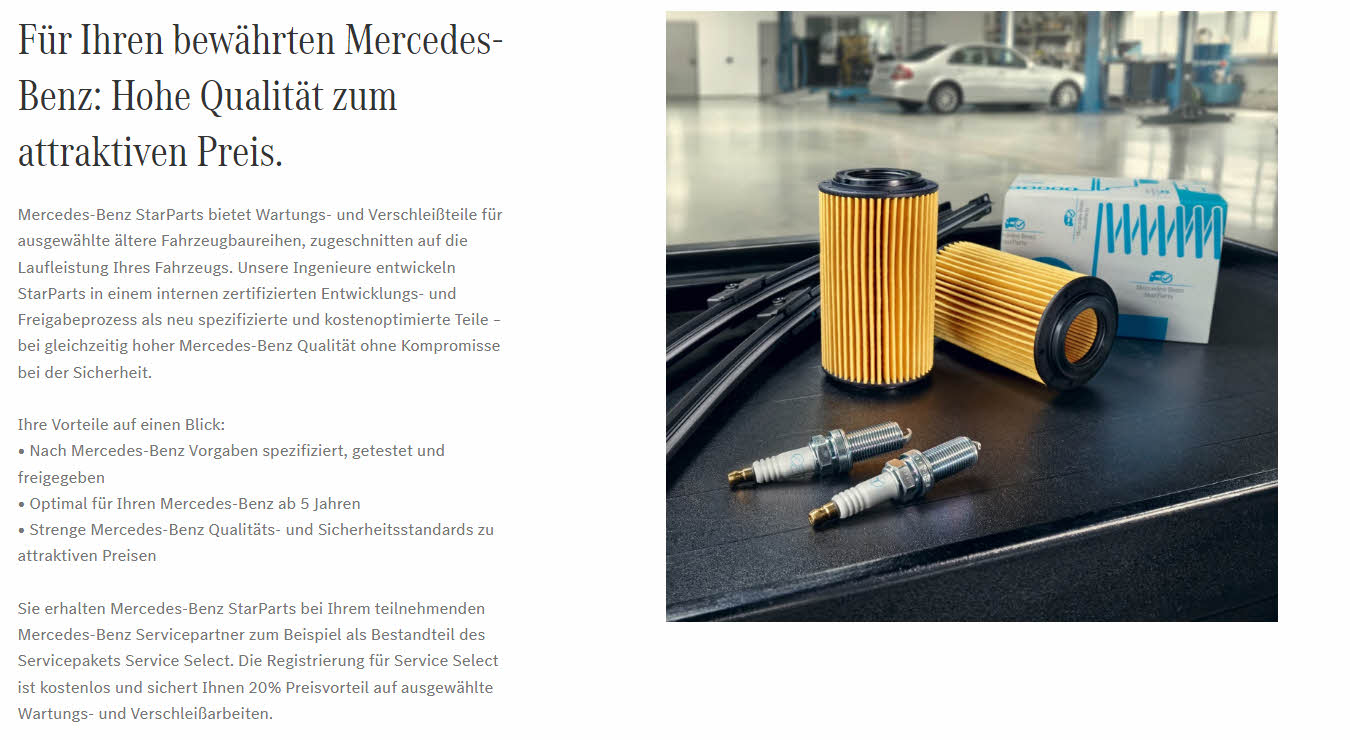 Für Ihren bewährten Mercedes-
Benz: Hohe Qualität zum
attraktiven Preis.
Mercedes-Benz StarParts bietet Wartungs- und Verschleißteile für
ausgewählte ältere Fahrzeugbaureihen, zugeschnitten auf die
Laufleistung Ihres Fahrzeugs. Unsere Ingenieure entwickeln
StarParts in einem internen zertifizierten Entwicklungs- und
Freigabeprozess als neu spezifizierte und kostenoptimierte Teile –
bei gleichzeitig hoher Mercedes-Benz Qualität ohne Kompromisse
bei der Sicherheit.
Ihre Vorteile auf einen Blick:
• Nach Mercedes-Benz Vorgaben spezifiziert, getestet und
freigegeben
• Optimal für Ihren Mercedes-Benz ab 5 Jahren
• Strenge Mercedes-Benz Qualitäts- und Sicherheitsstandards zu
attraktiven Preisen
Sie erhalten Mercedes-Benz StarParts bei Ihrem teilnehmenden
Mercedes-Benz Servicepartner zum Beispiel als Bestandteil des
Servicepakets Service Select. Die Registrierung für Service Select
ist kostenlos und sichert Ihnen 20% Preisvorteil auf ausgewählte
Wartungs- und Verschleißarbeiten.
Mercedes-Benz
StarParts